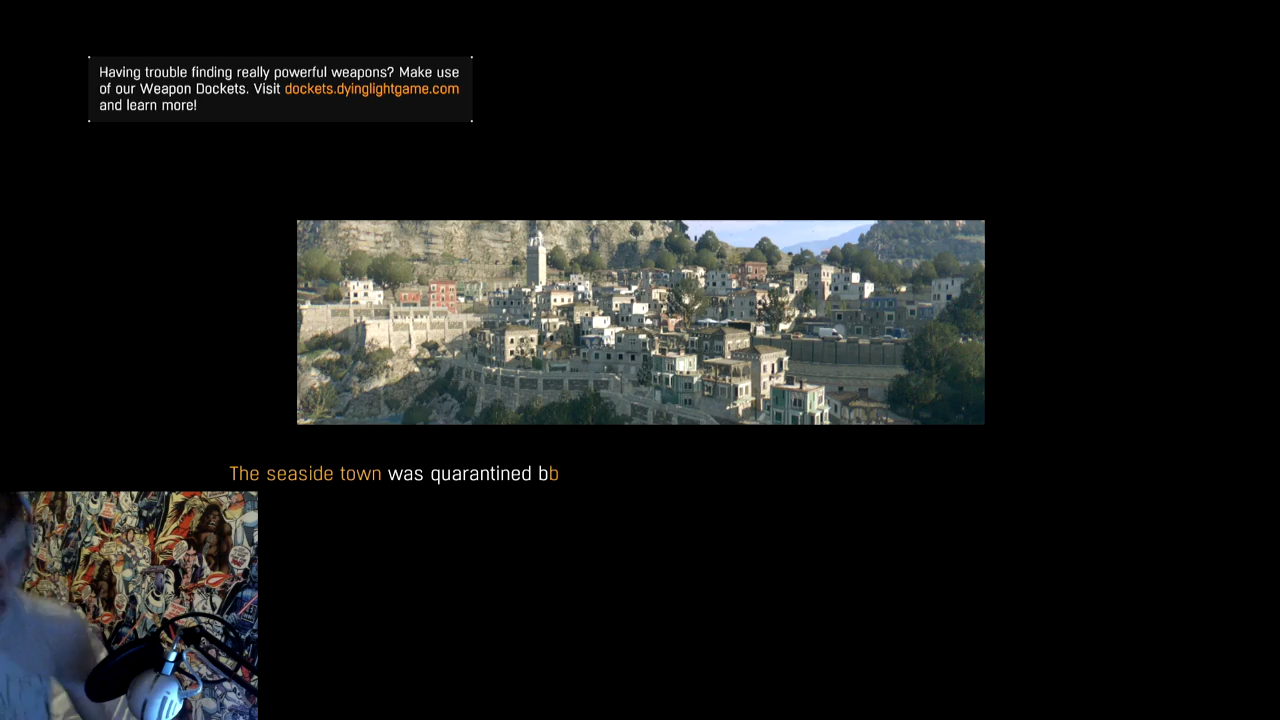 Having trouble finding really powerful weapons? Make use
of our Weapon Dockets. Visit dockets.dyinglightgame.com
and learn more!
The seaside town was quarantined bb